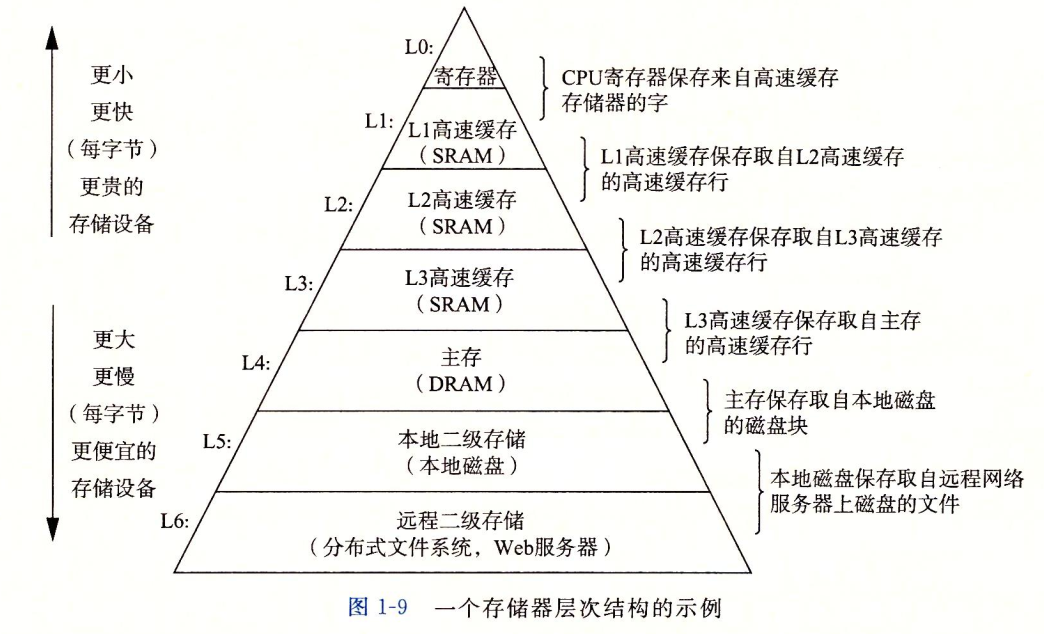 更小
更快
（每字节）
更贵的
存储设备
更大
更慢
（每字节）
更便宜的
存储设备
L0:
寄存器
L1:
L1高速缓存
（SRAM）
L2:
L2高速缓存
（SRAM）
L3:
L3高速缓存
（SRAM）
L4:
主存
（DRAM）
L5:
本地二级存储
（本地磁盘）
L6:
远程二级存储
（分布式文件系统，Web服务器）
CPU寄存器保存来自高速缓存
存储器的字
L1高速缓存保存取自L2高速缓存
的高速缓存行
L2高速缓存保存取自L3高速缓存
的高速缓存行
L3高速缓存保存取自主存
的高速缓存行
主存保存取自本地磁盘
的磁盘块
本地磁盘保存取自远程网络
服务器上磁盘的文件
图 1-9 一个存储器层次结构的示例